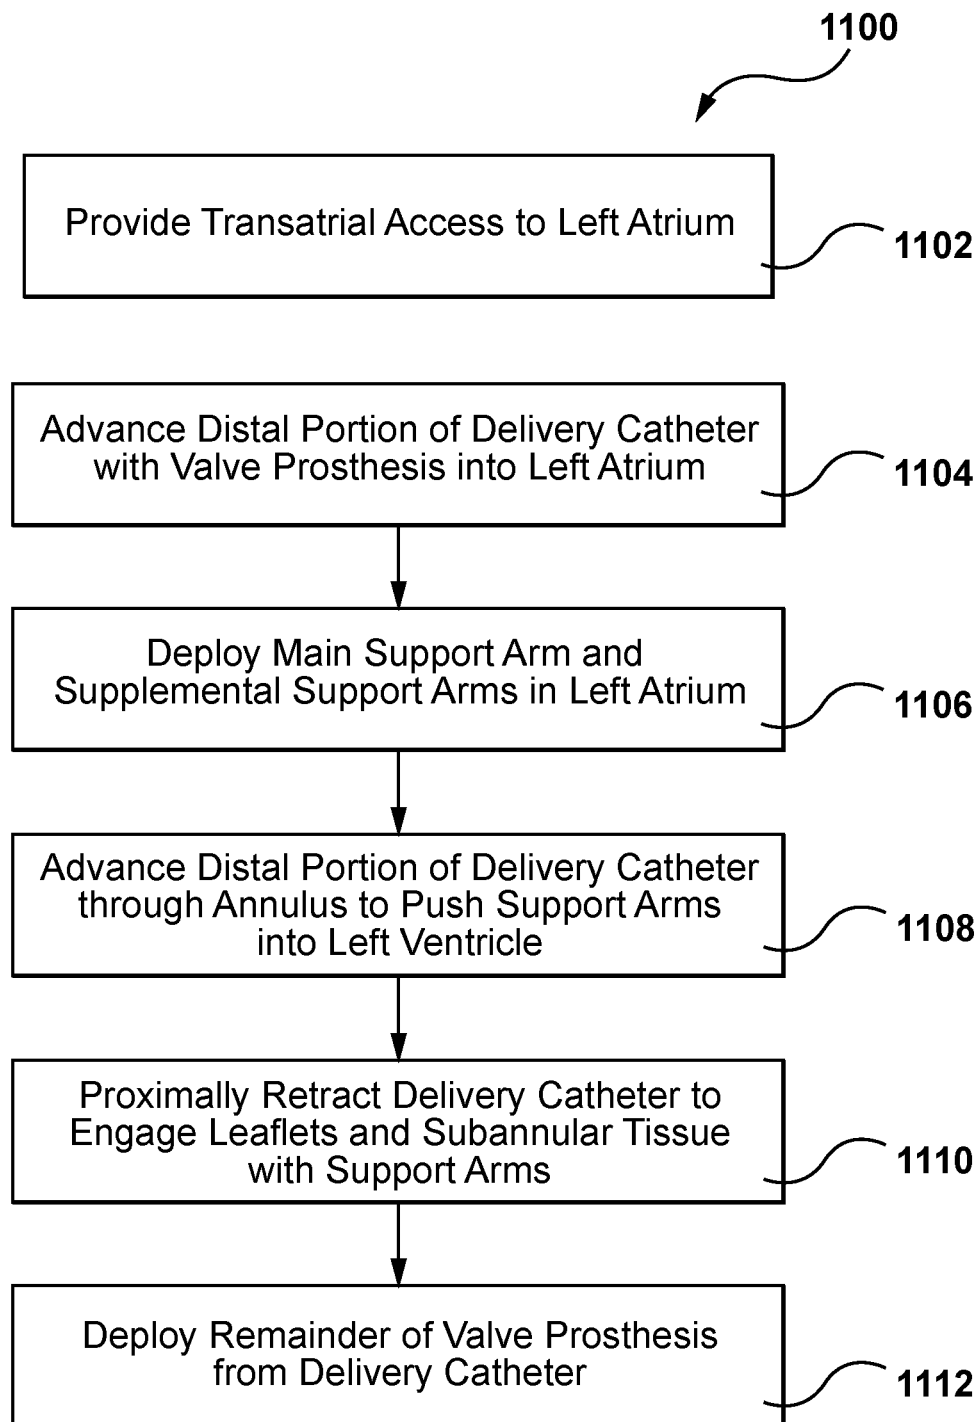 1100
Provide Transatrial Access to Left Atrium
1102
Advance Distal Portion of Delivery Catheter
with Valve Prosthesis into Left Atrium
1104
Deploy Main Support Arm and
Supplemental Support Arms in Left Atrium
1106
Advance Distal Portion of Delivery Catheter
through Annulus to Push Support Arms
into Left Ventricle
1108
Proximally Retract Delivery Catheter to
Engage Leaflets and Subannular Tissue
with Support Arms
1110
Deploy Remainder of Valve Prosthesis
from Delivery Catheter
1112